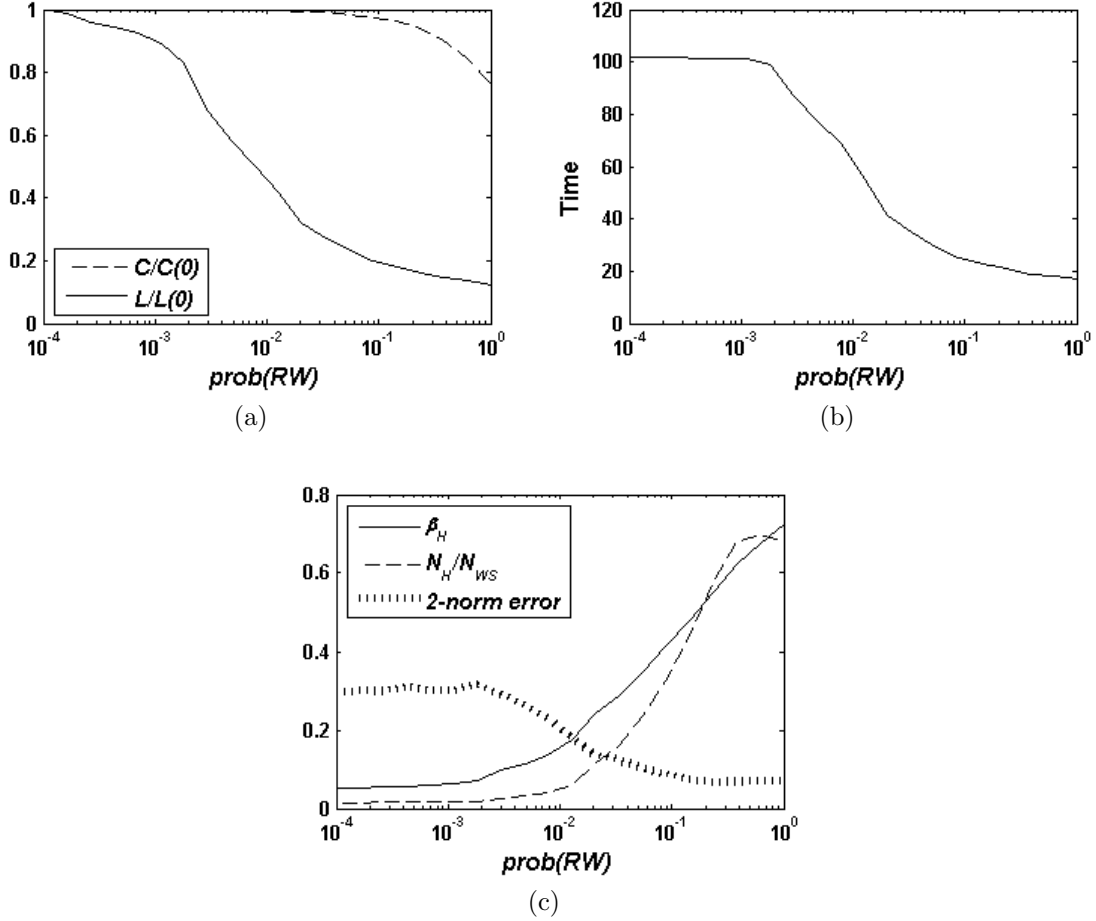 1
0.8
0.6
0.4
0.2
0
C/C(0)
L/L(0)
10^-4 10^-3 10^-2 10^-1 10^0
prob(RW)
(a)
120
100
80
60
40
20
0
Time
10^-4 10^-3 10^-2 10^-1 10^0
prob(RW)
(b)
0.8
0.6
0.4
0.2
0
β_H
N_H/N_WS
2-norm error
10^-4 10^-3 10^-2 10^-1 10^0
prob(RW)
(c)